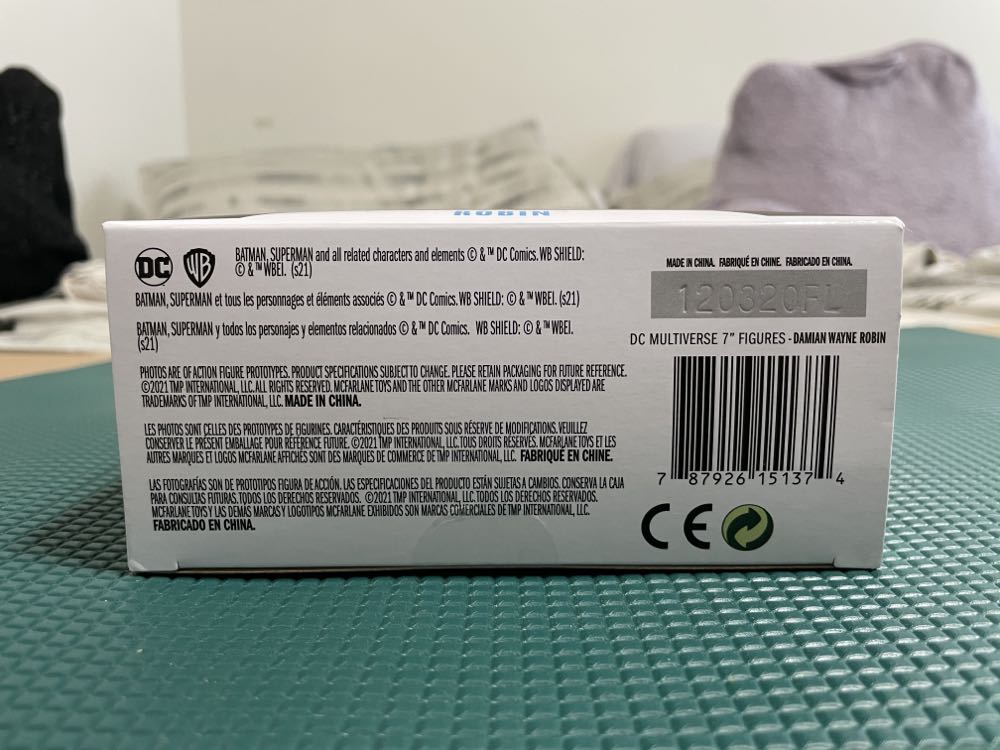 ROBIN
DC
WB
BATMAN, SUPERMAN and all related characters and elements © & ™ DC Comics. WB SHIELD:
© & ™ WBEI. (s21)
BATMAN, SUPERMAN et tous les personnages et éléments associés © & ™ DC Comics. WB SHIELD: © & ™ WBEI. (s21)
BATMAN, SUPERMAN y todos los personajes y elementos relacionados © & ™ DC Comics. WB SHIELD: © & ™ WBEI.
(s21)
PHOTOS ARE OF ACTION FIGURE PROTOTYPES. PRODUCT SPECIFICATIONS SUBJECT TO CHANGE. PLEASE RETAIN PACKAGING FOR FUTURE REFERENCE.
©2021 TMP INTERNATIONAL, LLC. ALL RIGHTS RESERVED. MCFARLANE TOYS AND THE OTHER MCFARLANE MARKS AND LOGOS DISPLAYED ARE
TRADEMARKS OF TMP INTERNATIONAL, LLC. MADE IN CHINA.
LES PHOTOS SONT CELLES DES PROTOTYPES DE FIGURINES. CARACTÉRISTIQUES DES PRODUITS SOUS RÉSERVE DE MODIFICATIONS. VEUILLEZ
CONSERVER LE PRÉSENT EMBALLAGE POUR RÉFÉRENCE FUTURE. ©2021 TMP INTERNATIONAL, LLC. TOUS DROITS RESERVÉS. MCFARLANE TOYS ET LES
AUTRES MARQUES ET LOGOS MCFARLANE AFFICHÉS SONT DES MARQUES DE COMMERCE DE TMP INTERNATIONAL, LLC. FABRIQUÉ EN CHINE.
LAS FOTOGRAFÍAS SON DE PROTOTIPOS FIGURA DE ACCIÓN. LAS ESPECIFICACIONES DEL PRODUCTO ESTÁN SUJETAS A CAMBIOS. CONSERVA LA CAJA
PARA CONSULTAS FUTURAS. TODOS LOS DERECHOS RESERVADOS. ©2021 TMP INTERNATIONAL, LLC. TODOS LOS DERECHOS RESERVADOS.
MCFARLANE TOYS Y LAS DEMÁS MARCAS Y LOGOTIPOS MCFARLANE EXHIBIDOS SON MARCAS COMERCIALES DE TMP INTERNATIONAL, LLC.
FABRICADO EN CHINA.
MADE IN CHINA. FABRIQUÉ EN CHINE. FABRICADO EN CHINA.
120320FL
DC MULTIVERSE 7" FIGURES - DAMIAN WAYNE ROBIN
7 87926 15137 4
CE